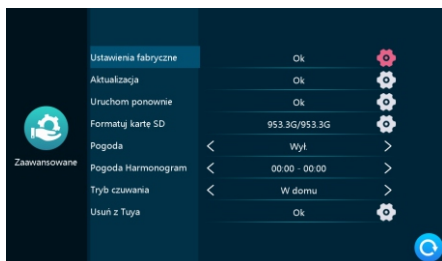 Ustawienia fabryczne Ok
Aktualizacja Ok
Uruchom ponownie Ok
Formatuj kartę SD 953.3G/953.3G
Pogoda < Wył. >
Zaawansowane
Pogoda Harmonogram < 00:00 - 00:00 >
Tryb czuwania < W domu >
Usuń z Tuya Ok